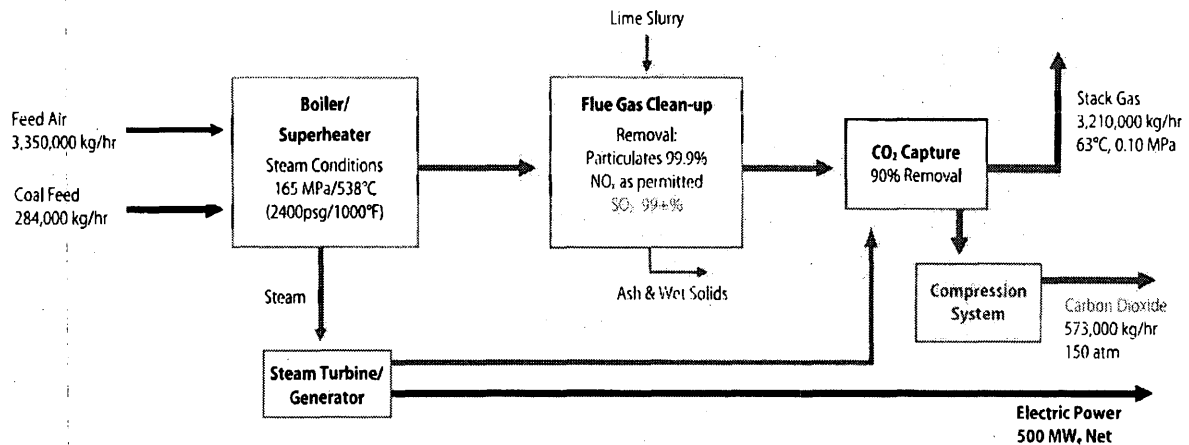 Lime Slurry
Feed Air
3,350,000 kg/hr
Coal Feed
284,000 kg/hr
Boiler/
Superheater
Steam Conditions
165 MPa/538°C
(2400psg/1000°F)
Flue Gas Clean-up
Removal:
Particulates 99.9%
NOx as permitted
SO2 99+%
CO2 Capture
90% Removal
Stack Gas
3,210,000 kg/hr
63°C, 0.10 MPa
Steam
Ash & Wet Solids
Compression
System
Carbon Dioxide
573,000 kg/hr
150 atm
Steam Turbine/
Generator
Electric Power
500 MWe Net